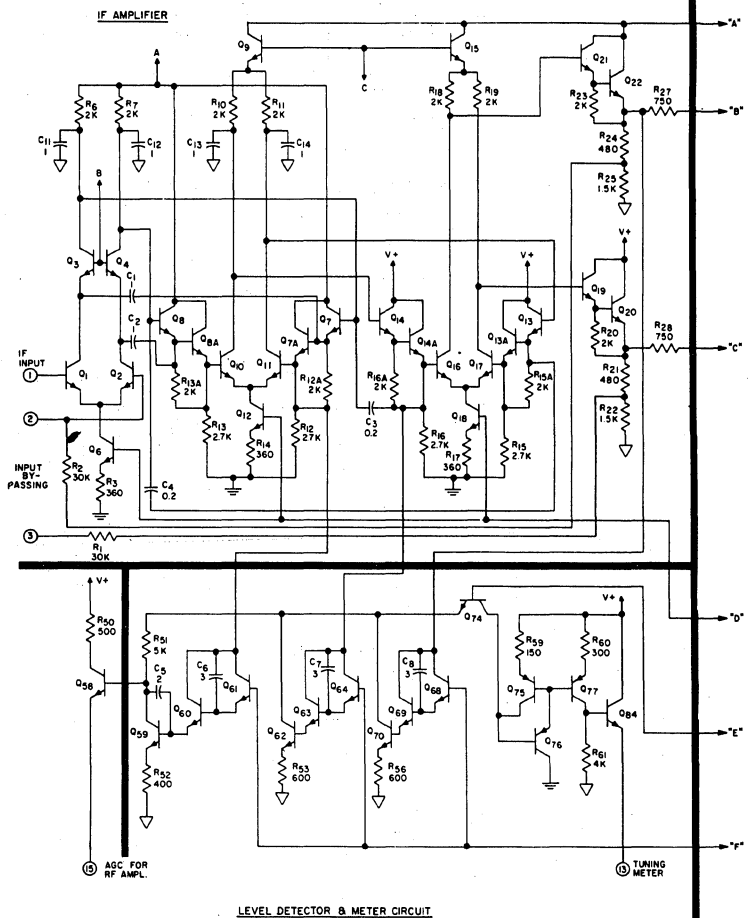 IF AMPLIFIER
"A"
Q9
Q15
A
C
Q21
Q22
R6
2K
R7
2K
R10
2K
R11
2K
R18
2K
R19
2K
R23
2K
R27
750
"B"
C11
1
C12
1
C13
1
C14
1
R24
480
R25
1.5K
B
V+
V+
V+
Q3
Q4
C1
1
Q8
Q8A
Q7A
Q7
Q14
Q14A
Q13A
Q13
Q19
Q20
C2
1
R20
2K
R28
750
"C"
IF
INPUT
1
Q1
Q2
R13A
2K
Q10
Q11
R12A
2K
R16A
2K
Q16
Q17
R15A
2K
R21
480
R22
1.5K
2
Q12
C3
0.2
Q18
Q6
R13
2.7K
R14
360
R12
27K
R16
2.7K
R17
360
R15
2.7K
INPUT
BY-
PASSING
R2
30K
R3
360
C4
0.2
3
R1
30K
V+
V+
Q74
"D"
R50
500
R51
5K
R59
150
R60
300
C5
2
C6
3
Q61
C7
3
Q64
C8
3
Q68
Q58
Q60
Q63
Q69
Q75
Q77
Q84
Q59
Q62
Q70
Q76
"E"
R52
400
R53
600
R56
600
R61
4K
"F"
15
AGC FOR
RF AMPL.
13
TUNING
METER
LEVEL DETECTOR & METER CIRCUIT